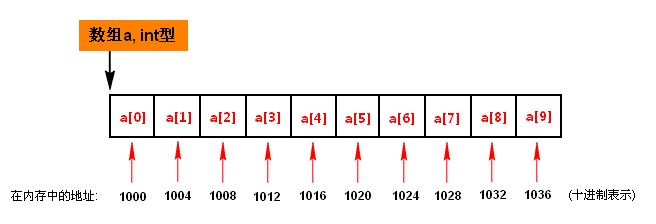 数组a, int型
a[0] a[1] a[2] a[3] a[4] a[5] a[6] a[7] a[8] a[9]
在内存中的地址: 1000 1004 1008 1012 1016 1020 1024 1028 1032 1036 (十进制表示)